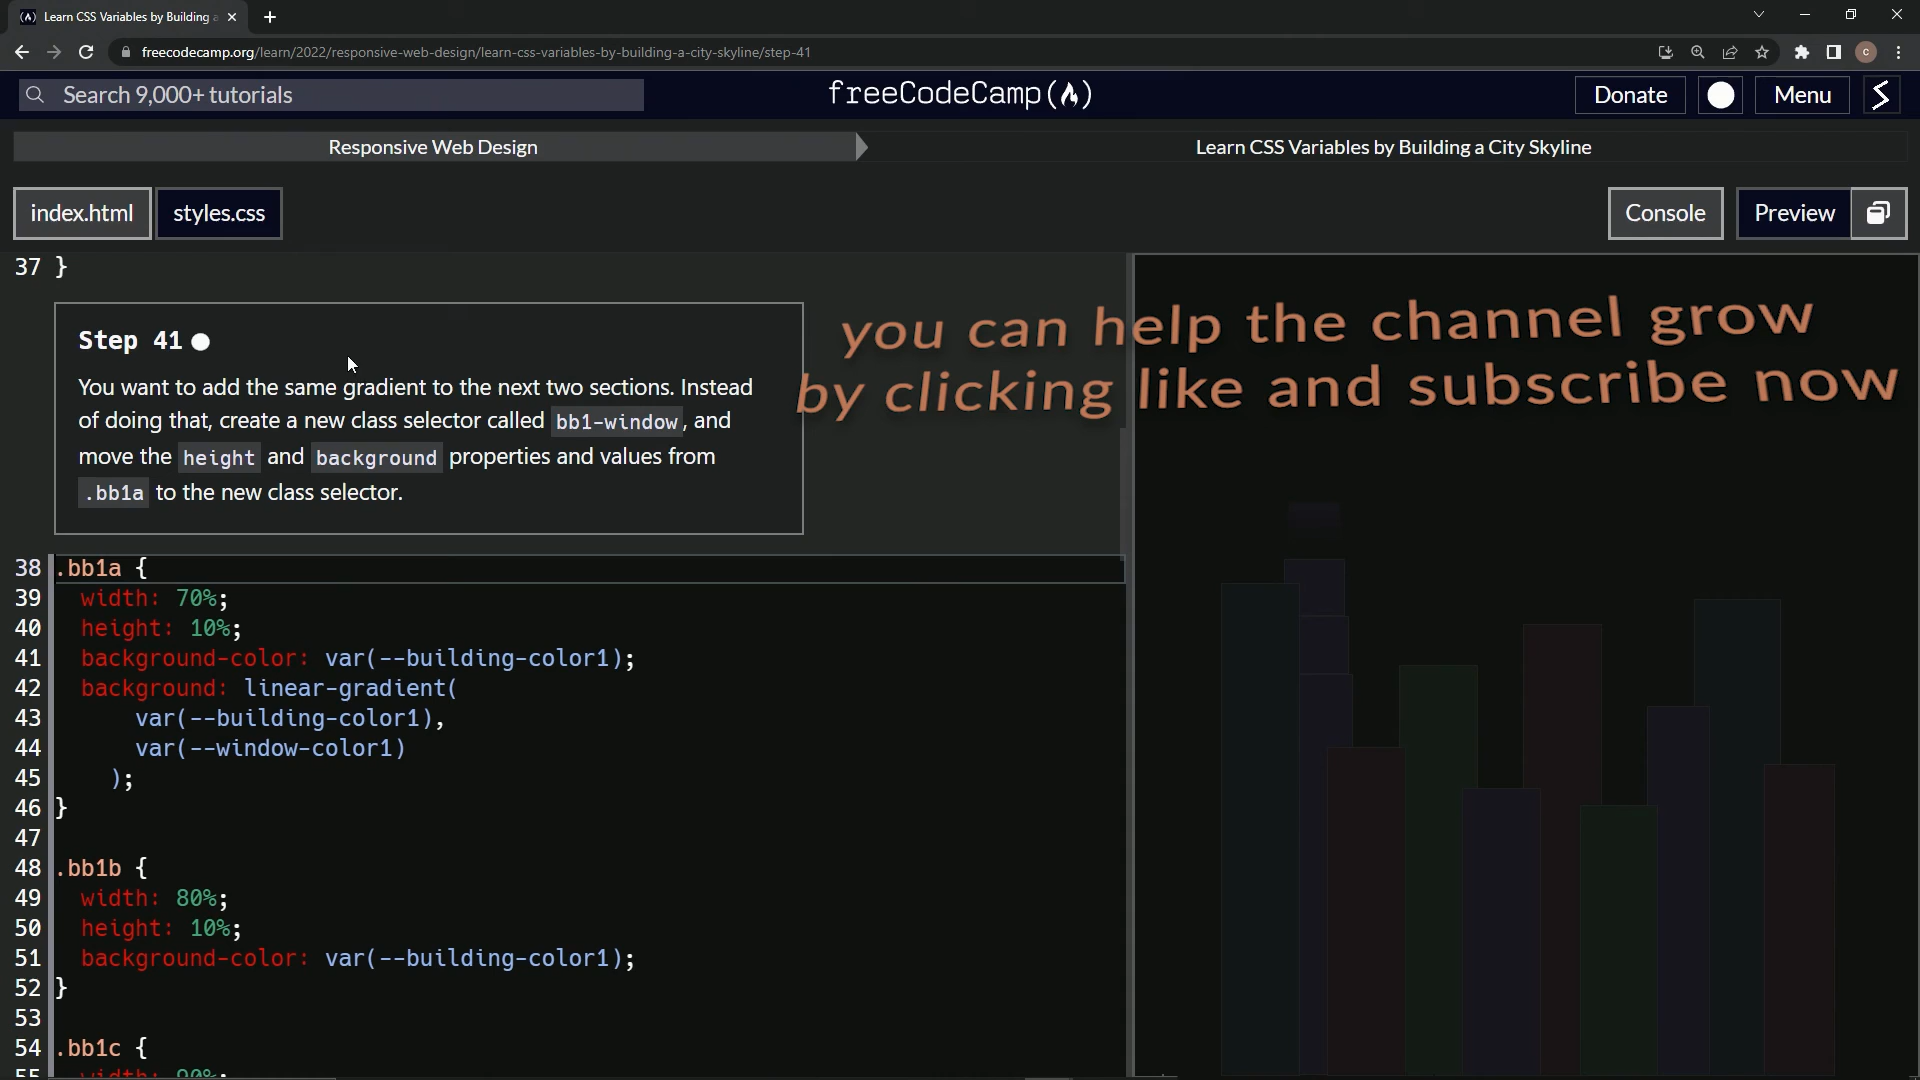 Learn CSS Variables by Building a
freecodecamp.org/learn/2022/responsive-web-design/learn-css-variables-by-building-a-city-skyline/step-41
C
Search 9,000+ tutorials
freeCodeCamp
Donate
Menu
Responsive Web Design
Learn CSS Variables by Building a City Skyline
index.html
styles.css
Console
Preview
37 }
Step 41
You want to add the same gradient to the next two sections. Instead
of doing that, create a new class selector called bb1-window, and
move the height and background properties and values from
.bb1a to the new class selector.
you can help the channel grow
by clicking like and subscribe now
38 .bb1a {
39 width: 70%;
40 height: 10%;
41 background-color: var(--building-color1);
42 background: linear-gradient(
43 var(--building-color1),
44 var(--window-color1)
45 );
46 }
47
48 .bb1b {
49 width: 80%;
50 height: 10%;
51 background-color: var(--building-color1);
52 }
53
54 .bb1c {
55 width: 90%;